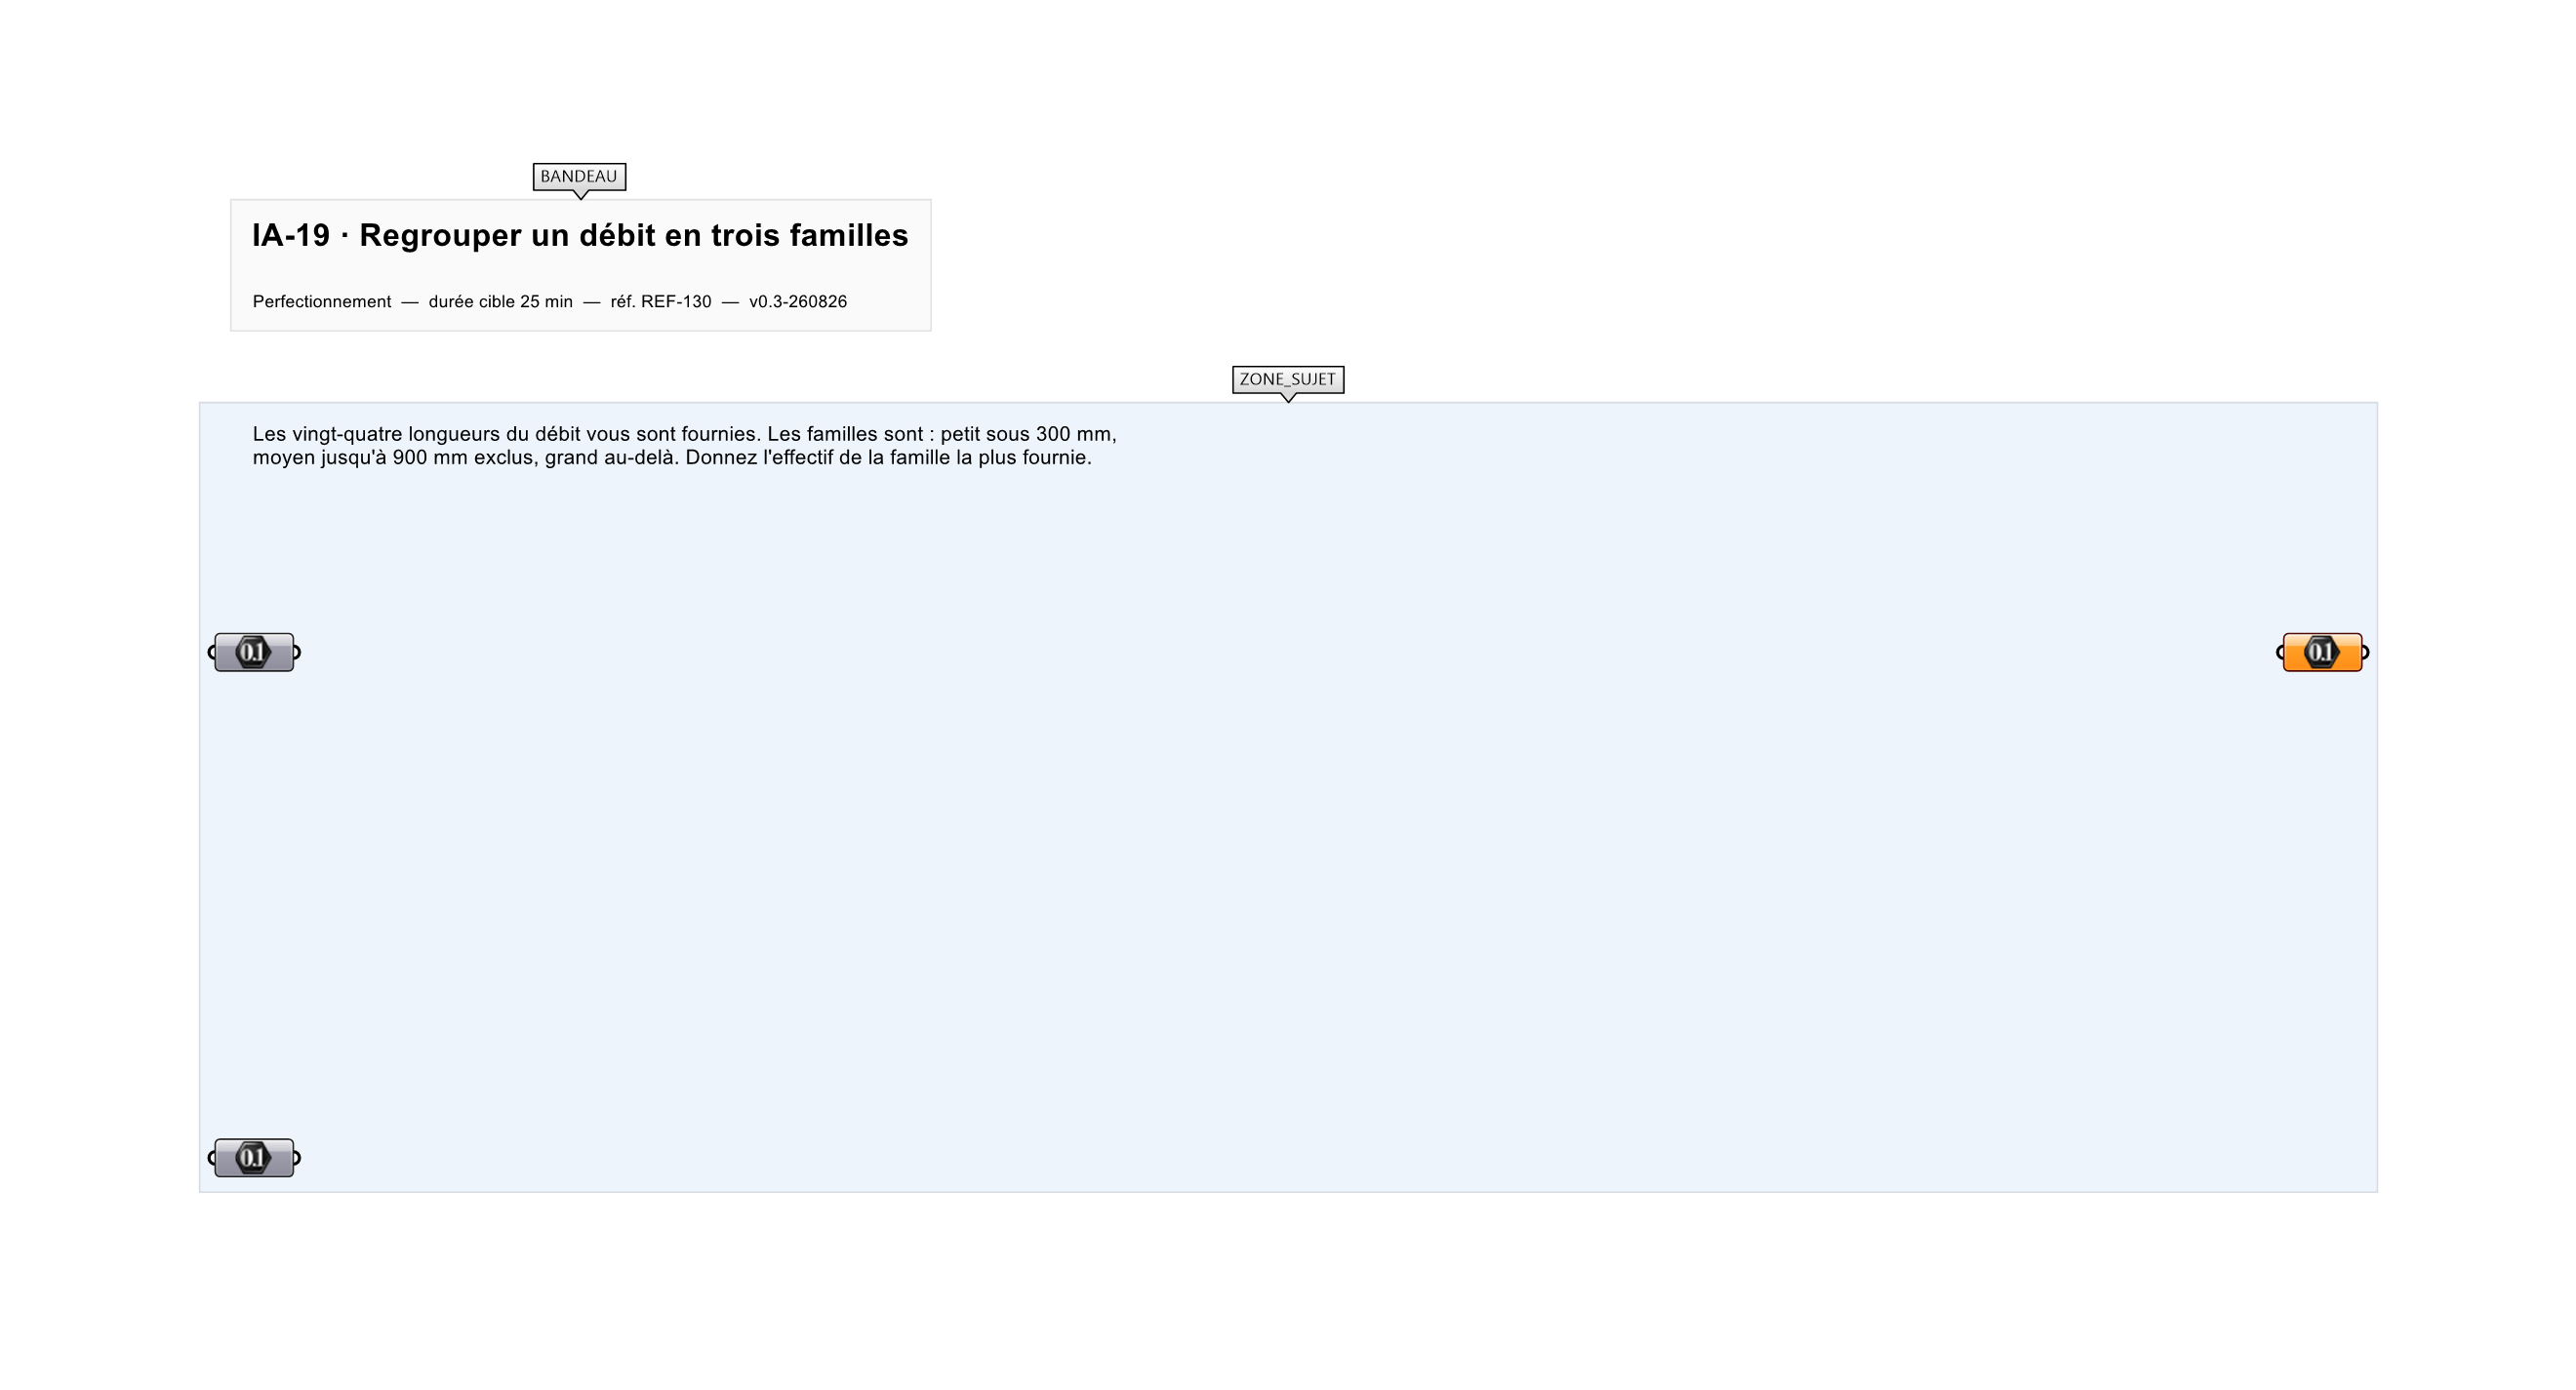 BANDEAU
IA-19 · Regrouper un débit en trois familles
Perfectionnement — durée cible 25 min — réf. REF-130 — v0.3-260826
ZONE_SUJET
Les vingt-quatre longueurs du débit vous sont fournies. Les familles sont : petit sous 300 mm,
moyen jusqu'à 900 mm exclus, grand au-delà. Donnez l'effectif de la famille la plus fournie.
0.1
0.1
0.1